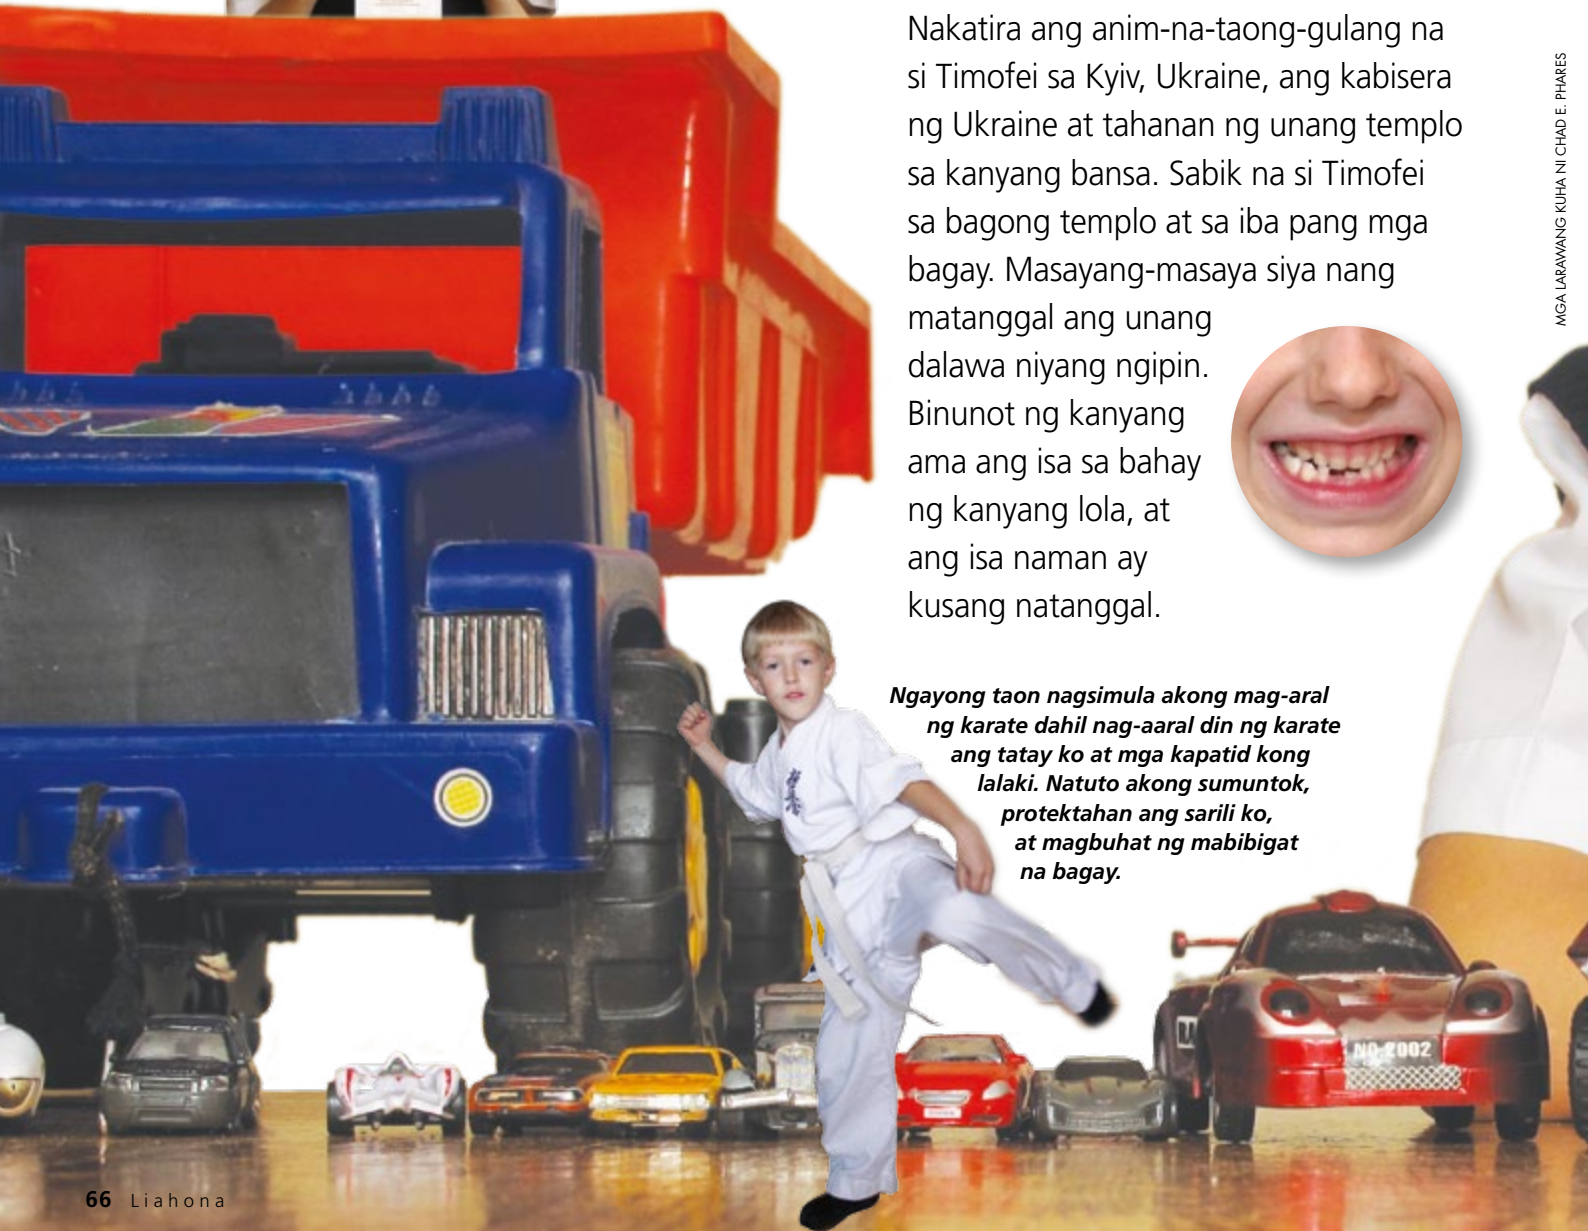 Nakatira ang anim-na-taong-gulang na
si Timofei sa Kyiv, Ukraine, ang kabisera
ng Ukraine at tahanan ng unang templo
sa kanyang bansa. Sabik na si Timofei
sa bagong templo at sa iba pang mga
bagay. Masayang-masaya siya nang
matanggal ang unang
dalawa niyang ngipin.
Binunot ng kanyang
ama ang isa sa bahay
ng kanyang lola, at
ang isa naman ay
kusang natanggal.
MGA LARAWANG KUHA NI CHAD E. PHARES
Ngayong taon nagsimula akong mag-aral
ng karate dahil nag-aaral din ng karate
ang tatay ko at mga kapatid kong
lalaki. Natuto akong sumuntok,
protektahan ang sarili ko,
at magbuhat ng mabibigat
na bagay.
NO-2002
66 Liahona